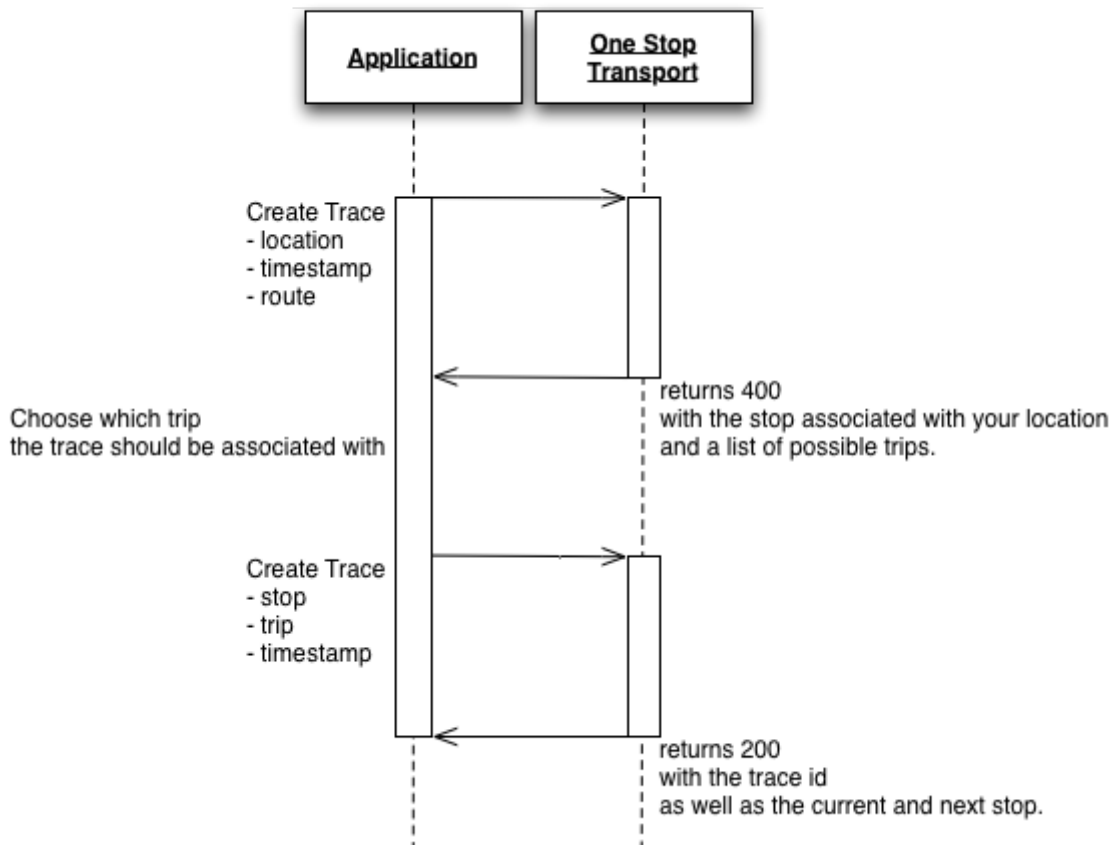 Application
One Stop
Transport
Create Trace
- location
- timestamp
- route
returns 400
with the stop associated with your location
and a list of possible trips.
Choose which trip
the trace should be associated with
Create Trace
- stop
- trip
- timestamp
returns 200
with the trace id
as well as the current and next stop.